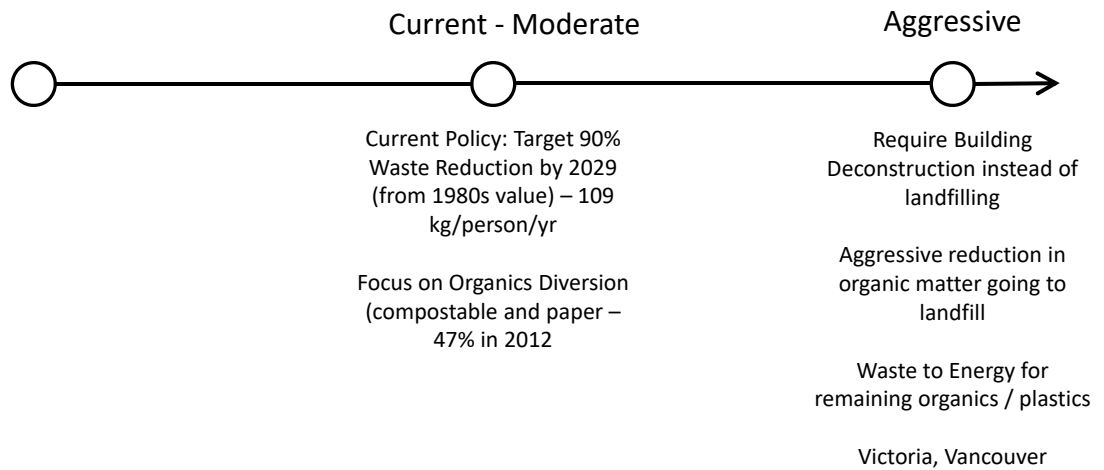 Current - Moderate
Aggressive
Current Policy: Target 90%
Waste Reduction by 2029
(from 1980s value) – 109
kg/person/yr
Focus on Organics Diversion
(compostable and paper –
47% in 2012
Require Building
Deconstruction instead of
landfilling
Aggressive reduction in
organic matter going to
landfill
Waste to Energy for
remaining organics / plastics
Victoria, Vancouver